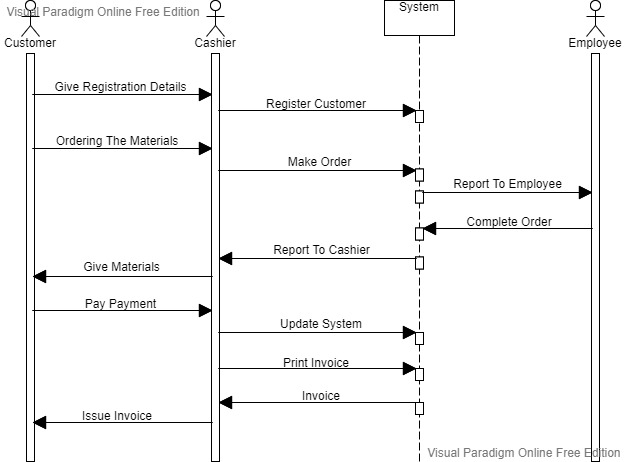 Visual Paradigm Online Free Edition
System
Customer
Cashier
Employee
Give Registration Details
Register Customer
Ordering The Materials
Make Order
Report To Employee
Complete Order
Report To Cashier
Give Materials
Pay Payment
Update System
Print Invoice
Invoice
Issue Invoice
Visual Paradigm Online Free Edition